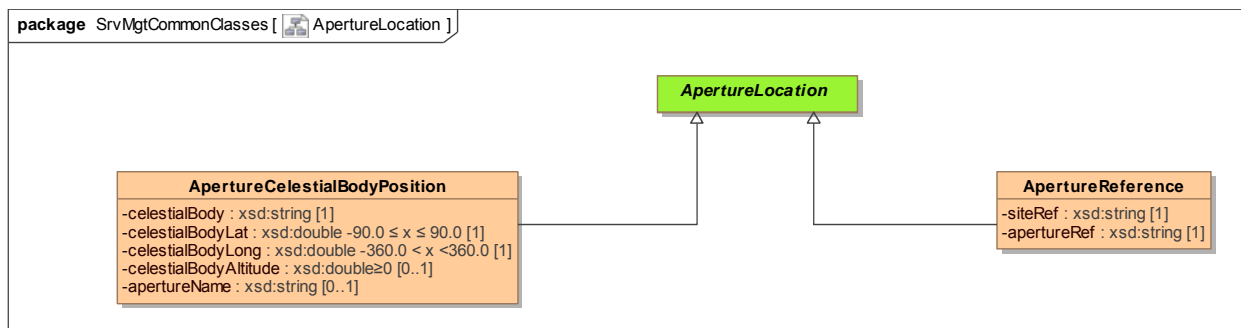 package SrvMgtCommonClasses [ ApertureLocation ]
ApertureLocation
ApertureCelestialBodyPosition
-celestialBody : xsd:string [1]
-celestialBodyLat : xsd:double -90.0 ≤ x ≤ 90.0 [1]
-celestialBodyLong : xsd:double -360.0 < x <360.0 [1]
-celestialBodyAltitude : xsd:double≥0 [0..1]
-apertureName : xsd:string [0..1]
ApertureReference
-siteRef : xsd:string [1]
-apertureRef : xsd:string [1]